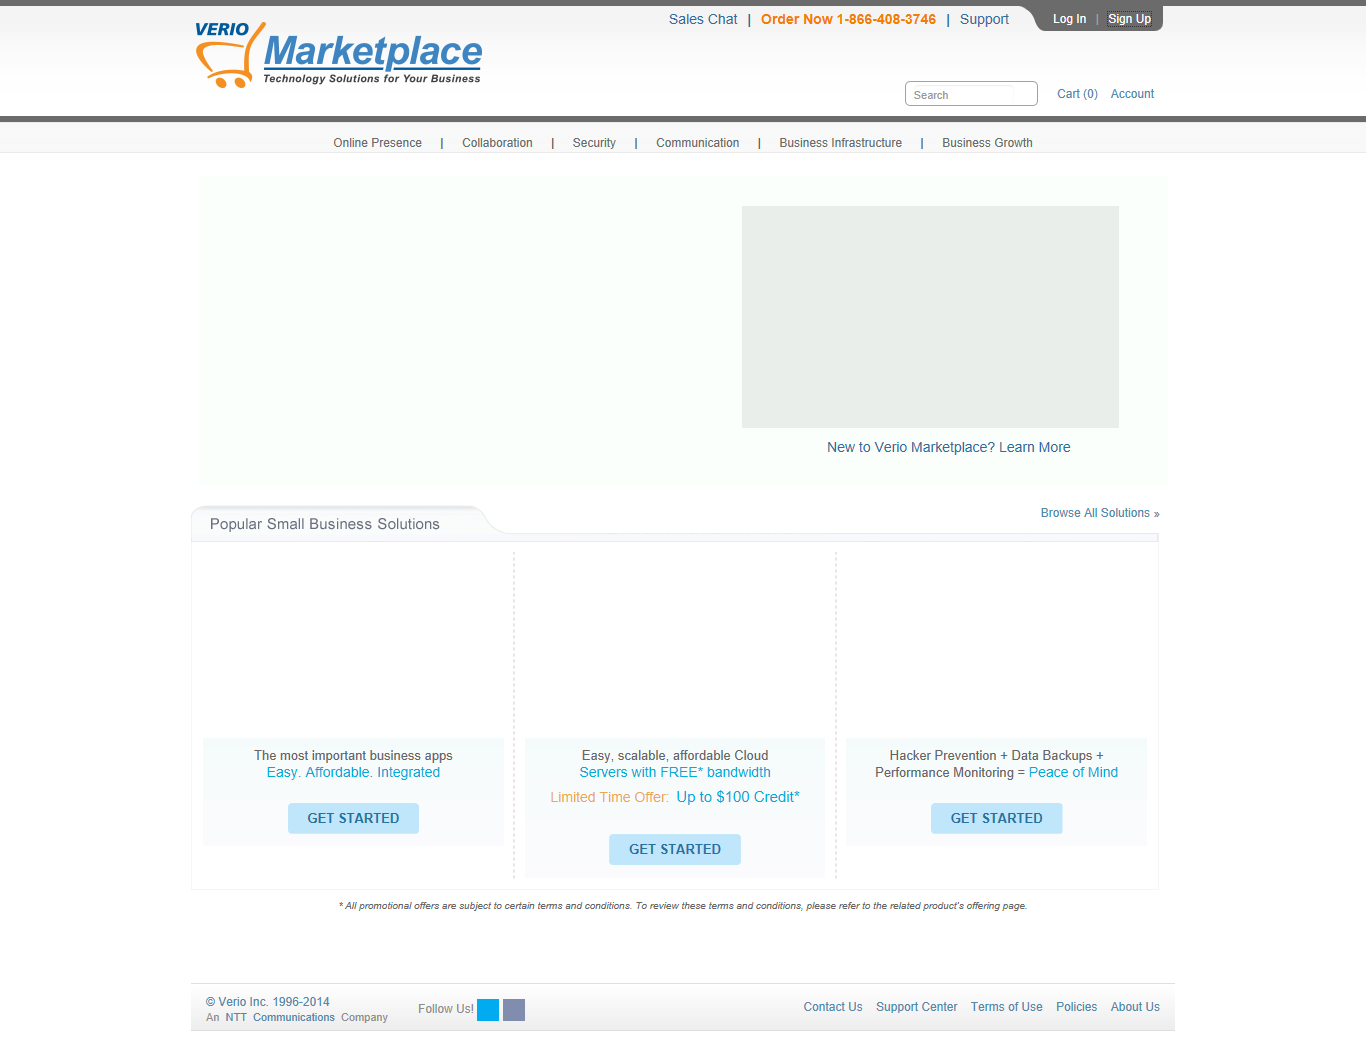 Sales Chat | Order Now 1-866-408-3746 | Support
Log In | Sign Up
VERIO
Marketplace
Technology Solutions for Your Business
Search
Cart (0) Account
Online Presence | Collaboration | Security | Communication | Business Infrastructure | Business Growth
New to Verio Marketplace? Learn More
Popular Small Business Solutions
Browse All Solutions »
The most important business apps
Easy. Affordable. Integrated
GET STARTED
Easy, scalable, affordable Cloud
Servers with FREE* bandwidth
Limited Time Offer: Up to $100 Credit*
GET STARTED
Hacker Prevention + Data Backups +
Performance Monitoring = Peace of Mind
GET STARTED
* All promotional offers are subject to certain terms and conditions. To review these terms and conditions, please refer to the related product's offering page.
© Verio Inc. 1996-2014
An NTT Communications Company
Follow Us!
Contact Us Support Center Terms of Use Policies About Us